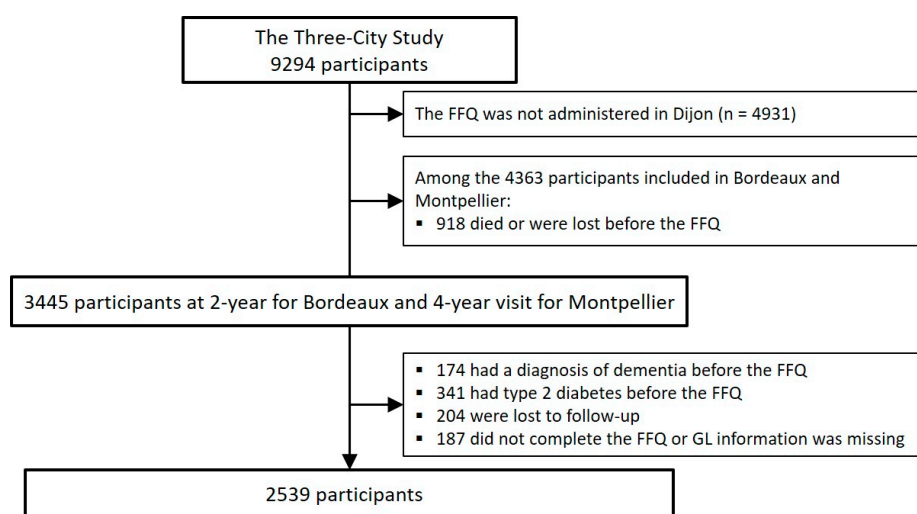 The Three-City Study
9294 participants
The FFQ was not administered in Dijon (n = 4931)
Among the 4363 participants included in Bordeaux and
Montpellier:
▪ 918 died or were lost before the FFQ
3445 participants at 2-year for Bordeaux and 4-year visit for Montpellier
▪ 174 had a diagnosis of dementia before the FFQ
▪ 341 had type 2 diabetes before the FFQ
▪ 204 were lost to follow-up
▪ 187 did not complete the FFQ or GL information was missing
2539 participants